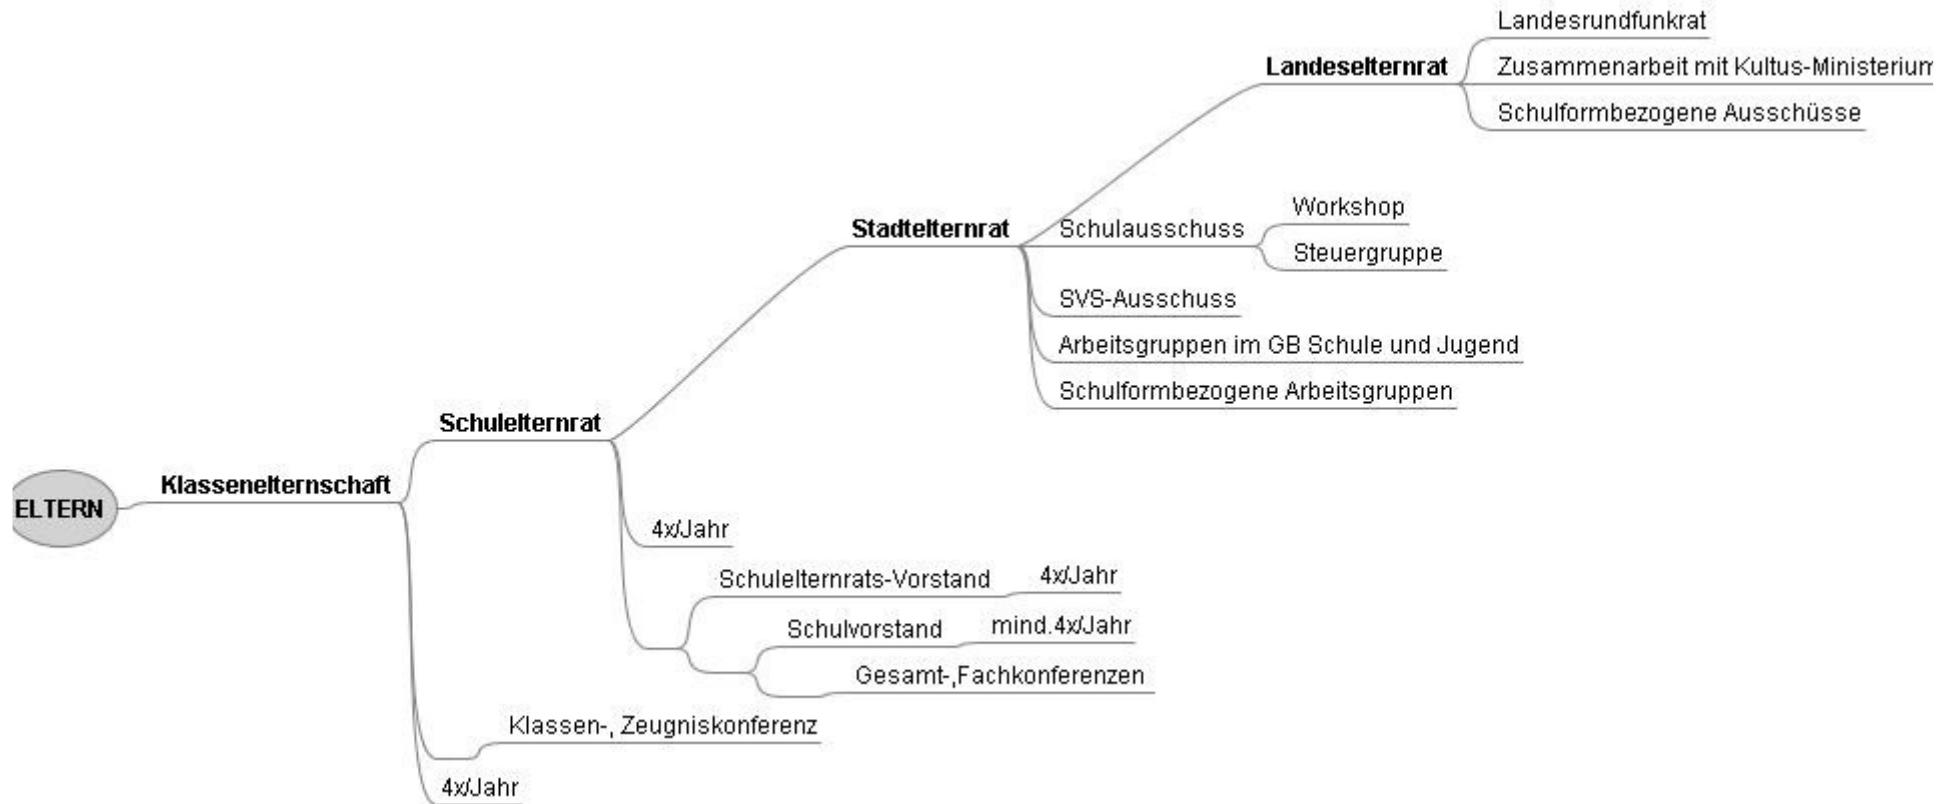 Landesrundfunkrat
Landeselternrat
Zusammenarbeit mit Kultus-Ministerium
Schulformbezogene Ausschüsse
Workshop
Stadtelternrat
Schulausschuss
Steuergruppe
SVS-Ausschuss
Arbeitsgruppen im GB Schule und Jugend
Schulformbezogene Arbeitsgruppen
Schulelternrat
Klassenelternschaft
ELTERN
4x/Jahr
Schulelternrats-Vorstand
4x/Jahr
Schulvorstand
mind.4x/Jahr
Gesamt-,Fachkonferenzen
Klassen-, Zeugniskonferenz
4x/Jahr